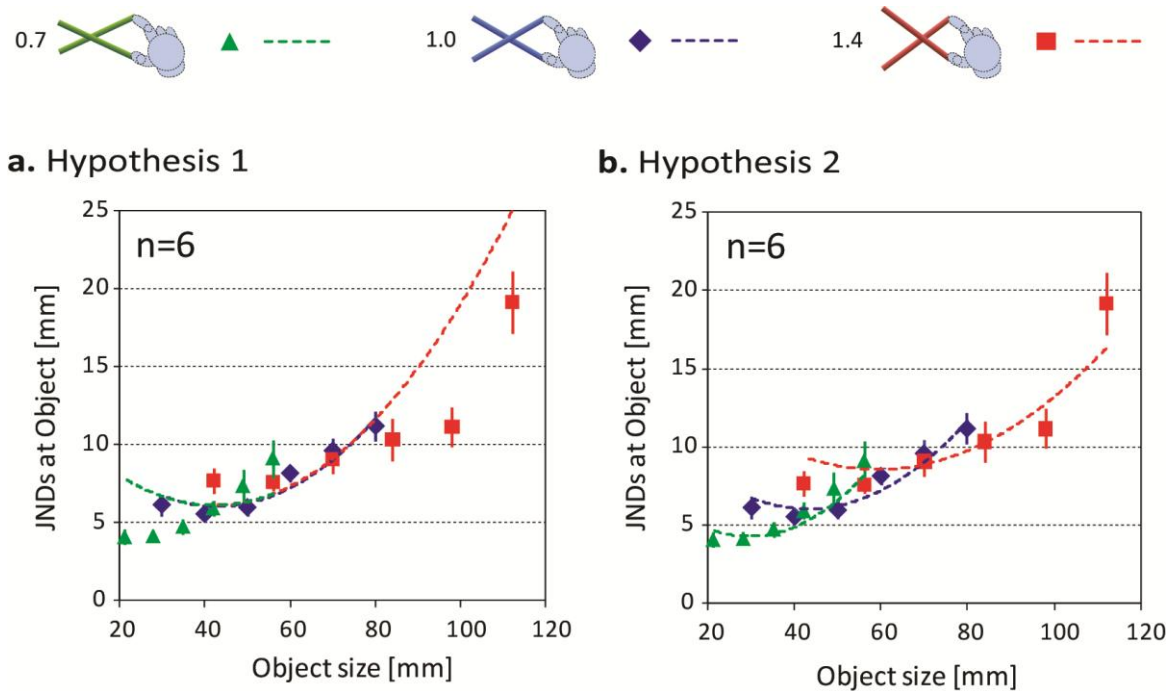 0.7 1.0 1.4
a. Hypothesis 1
JNDs at Object [mm]
25
20
15
10
5
0
n=6
20 40 60 80 100 120
Object size [mm]
b. Hypothesis 2
JNDs at Object [mm]
25
20
15
10
5
0
n=6
20 40 60 80 100 120
Object size [mm]